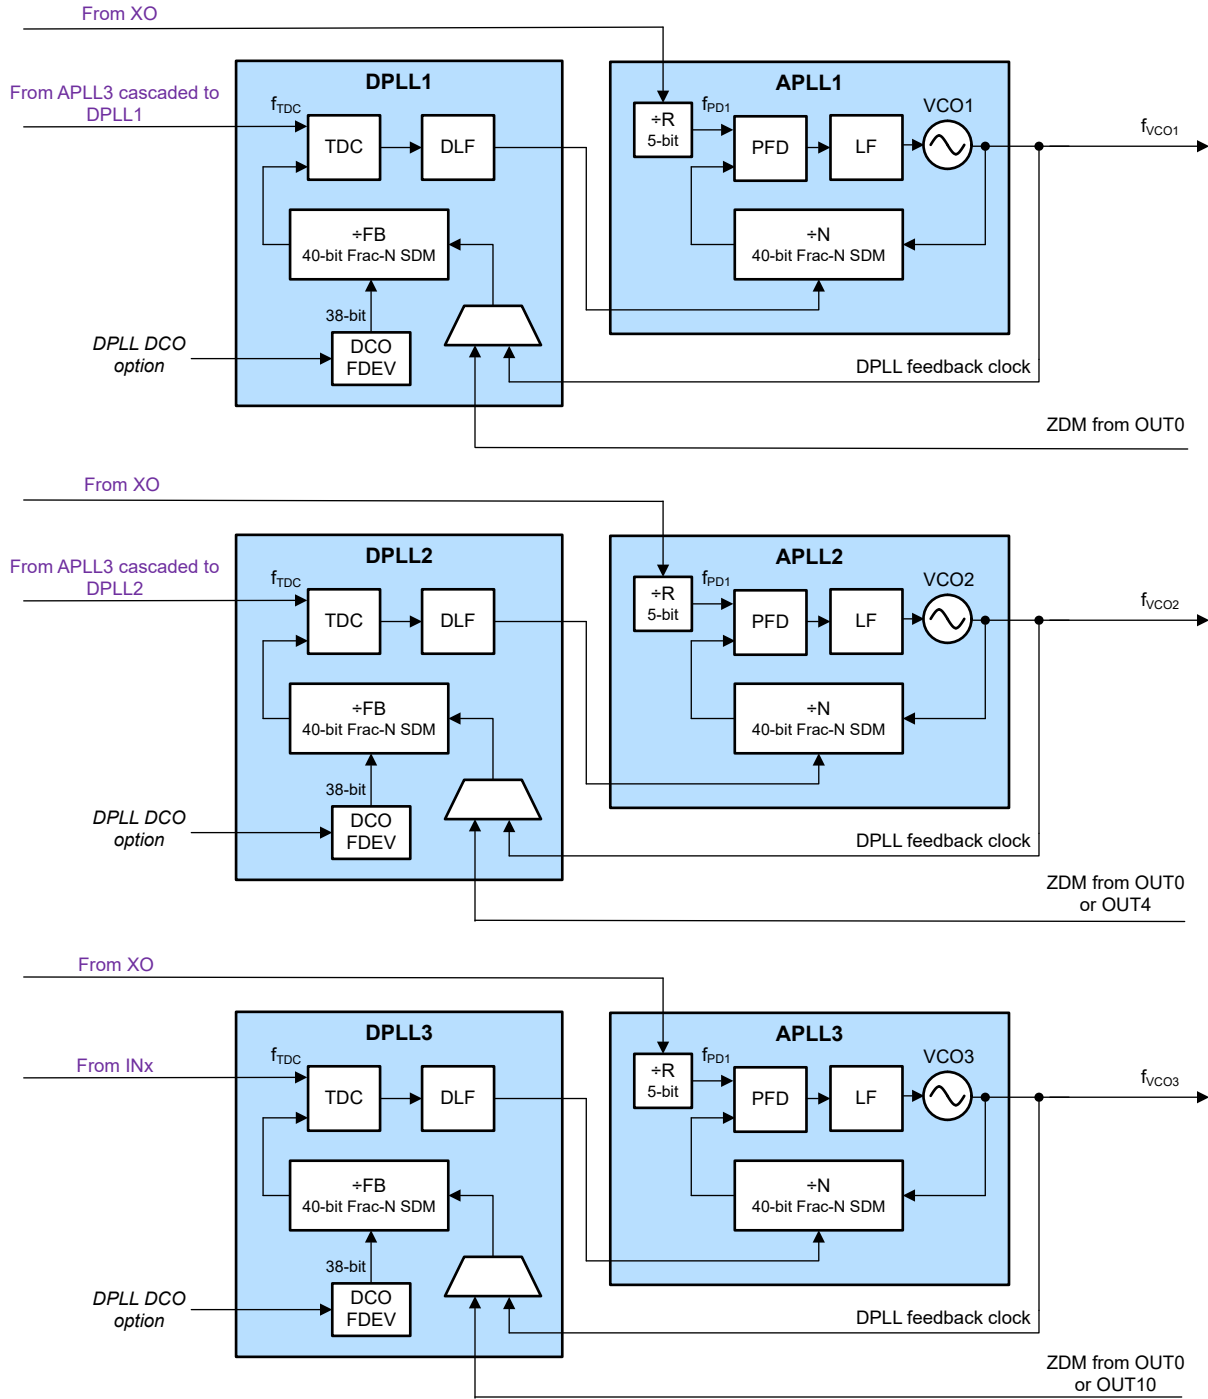 From XO
DPLL1
APLL1
From APLL3 cascaded to
DPLL1
fTDC
TDC
DLF
÷R
5-bit
fPD1
PFD
LF
VCO1
fVCO1
÷FB
40-bit Frac-N SDM
÷N
40-bit Frac-N SDM
38-bit
DPLL DCO
option
DCO
FDEV
DPLL feedback clock
ZDM from OUT0
From XO
DPLL2
APLL2
From APLL3 cascaded to
DPLL2
fTDC
TDC
DLF
÷R
5-bit
fPD1
PFD
LF
VCO2
fVCO2
÷FB
40-bit Frac-N SDM
÷N
40-bit Frac-N SDM
38-bit
DPLL DCO
option
DCO
FDEV
DPLL feedback clock
ZDM from OUT0
or OUT4
From XO
DPLL3
APLL3
From INx
fTDC
TDC
DLF
÷R
5-bit
fPD1
PFD
LF
VCO3
fVCO3
÷FB
40-bit Frac-N SDM
÷N
40-bit Frac-N SDM
38-bit
DPLL DCO
option
DCO
FDEV
DPLL feedback clock
ZDM from OUT0
or OUT10